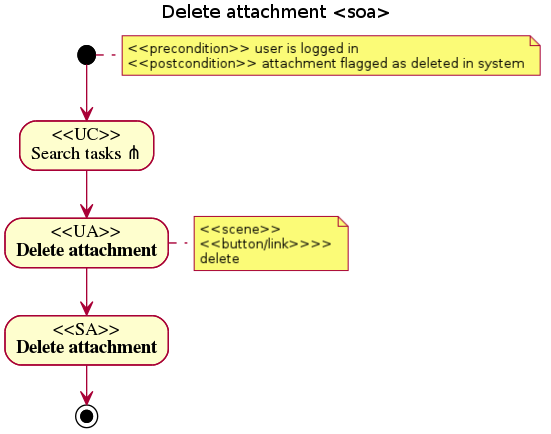 Delete attachment <soa>
<<precondition>> user is logged in
<<postcondition>> attachment flagged as deleted in system
<<UC>>
Search tasks ⋔
<<UA>>
Delete attachment
<<scene>>
<<button/link>>>>
delete
<<SA>>
Delete attachment